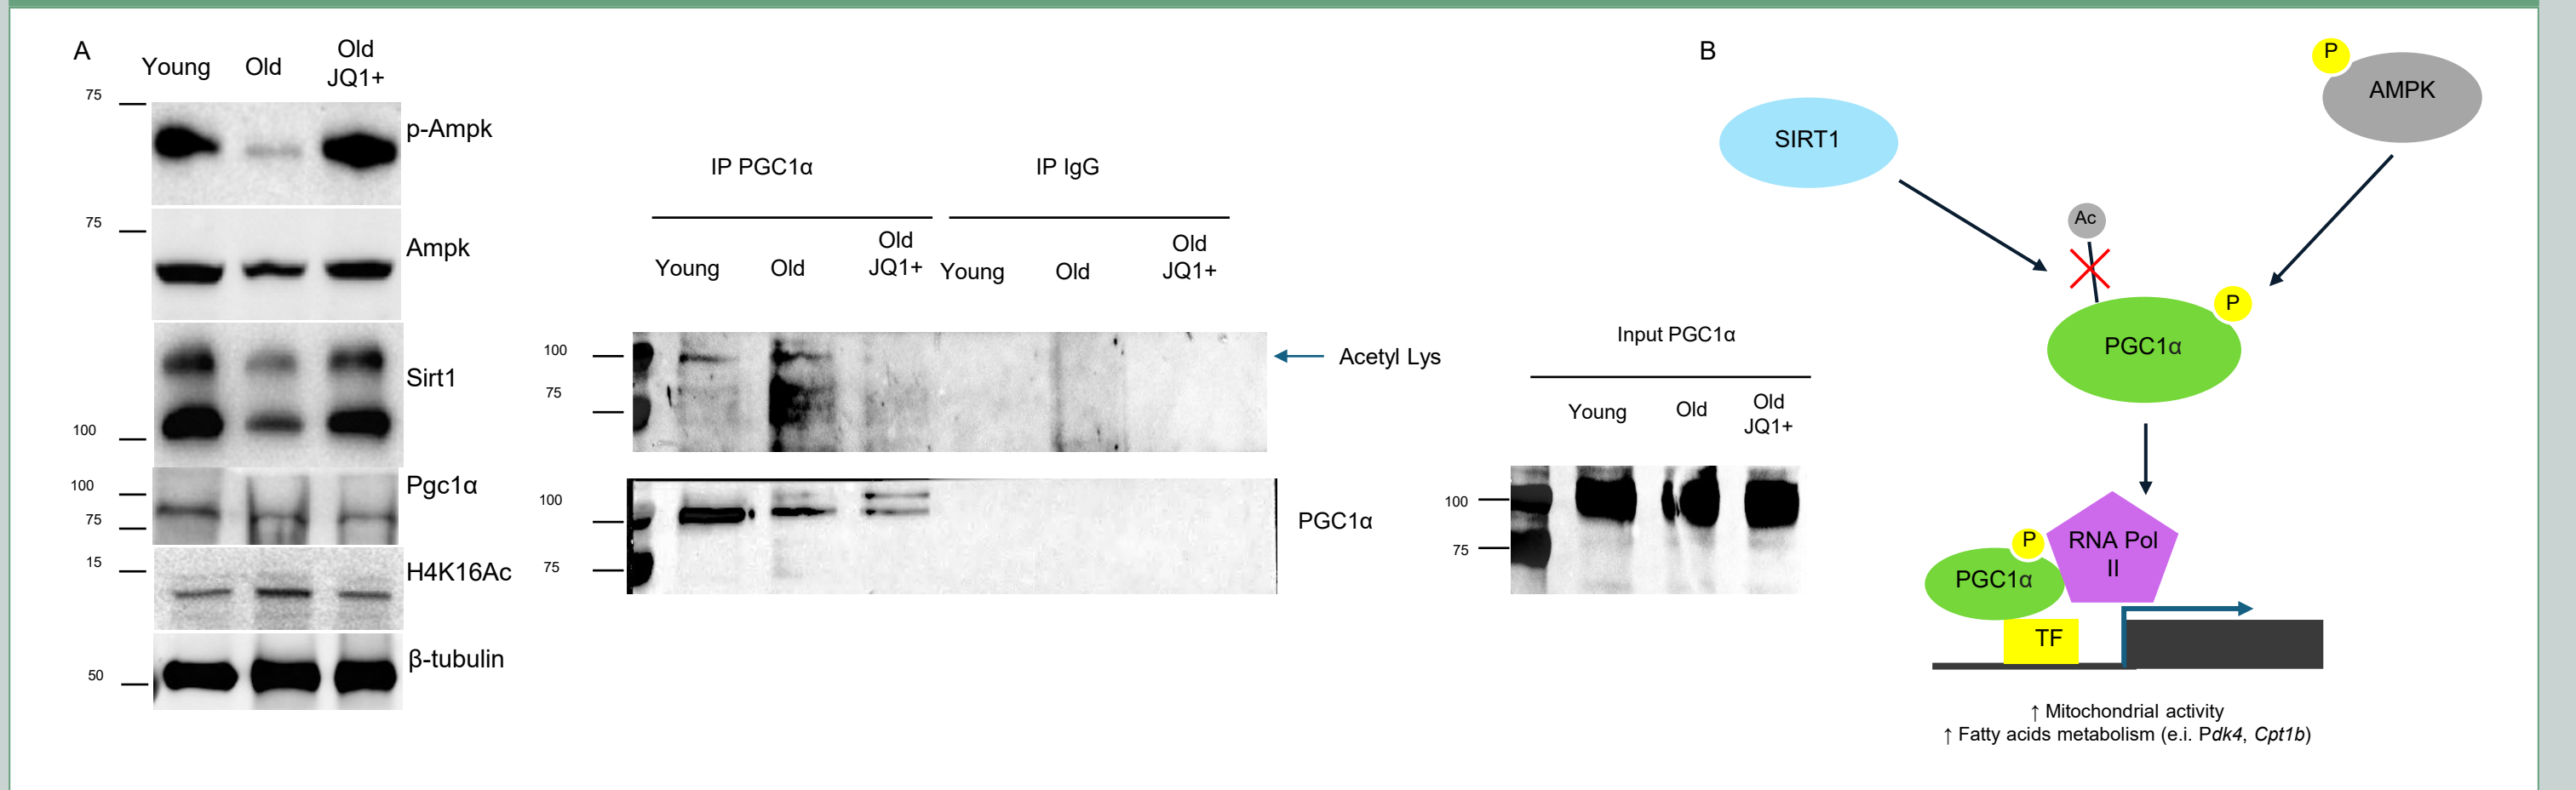 A
Young
Old
Old
JQ1+
75
p-Ampk
75
Ampk
Sirt1
100
Pgc1α
100
75
15
H4K16Ac
β-tubulin
50
IP PGC1α
IP IgG
Young
Old
Old
JQ1+
Young
Old
Old
JQ1+
100
Acetyl Lys
75
100
PGC1α
75
Input PGC1α
Young
Old
Old
JQ1+
100
75
B
P
AMPK
SIRT1
Ac
P
PGC1α
RNA Pol
II
P
PGC1α
TF
↑ Mitochondrial activity
↑ Fatty acids metabolism (e.i. Pdk4, Cpt1b)